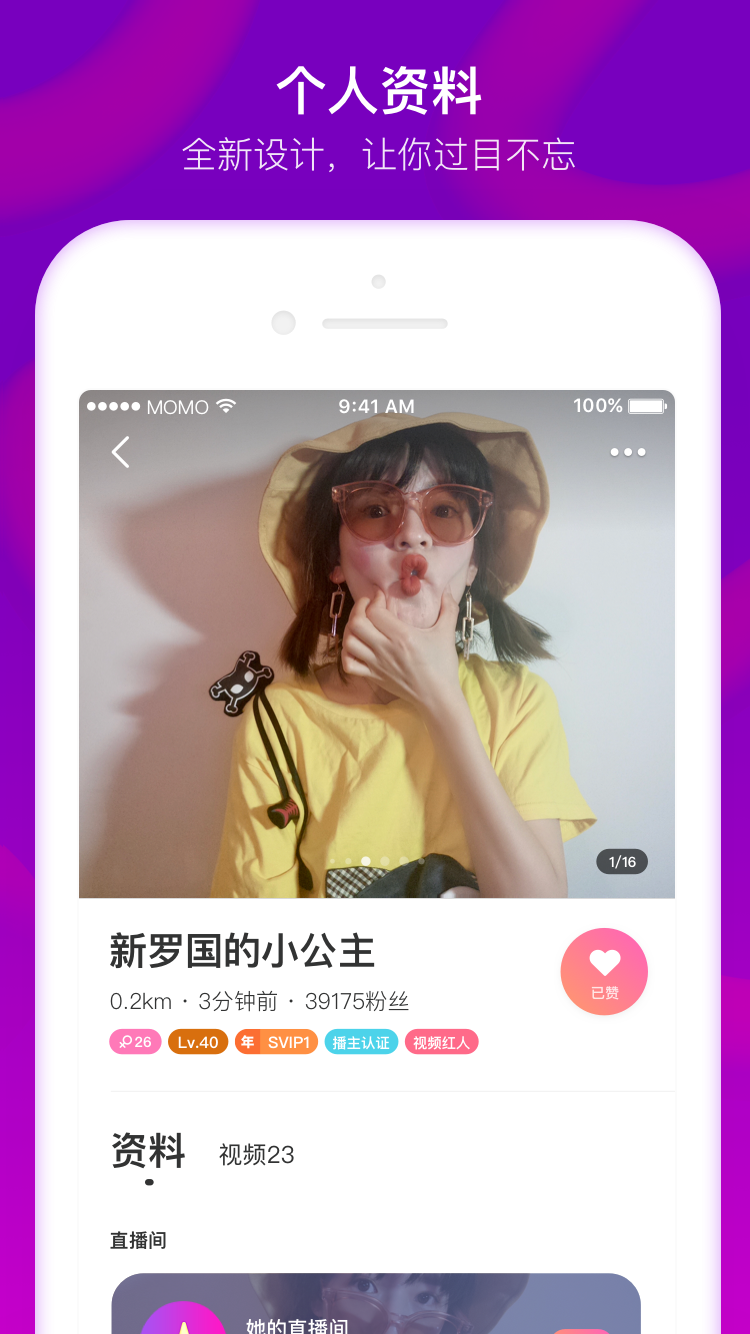 个人资料
全新设计，让你过目不忘
MOMO 9:41 AM 100%
1/16
新罗国的小公主
已赞
0.2km · 3分钟前 · 39175粉丝
26 Lv.40 年 SVIP1 播主认证 视频红人
资料 视频23
直播间
她的直播间